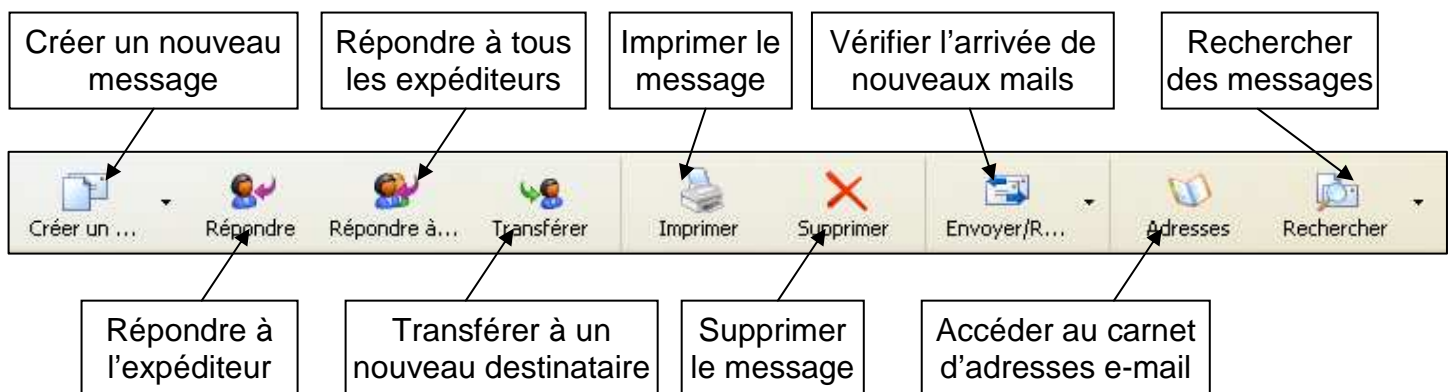 Créer un nouveau
message
Répondre à tous
les expéditeurs
Imprimer le
message
Vérifier l’arrivée de
nouveaux mails
Rechercher
des messages
Créer un ...
Répondre
Répondre à...
Transférer
Imprimer
Supprimer
Envoyer/R...
Adresses
Rechercher
Répondre à
l’expéditeur
Transférer à un
nouveau destinataire
Supprimer
le message
Accéder au carnet
d’adresses e-mail